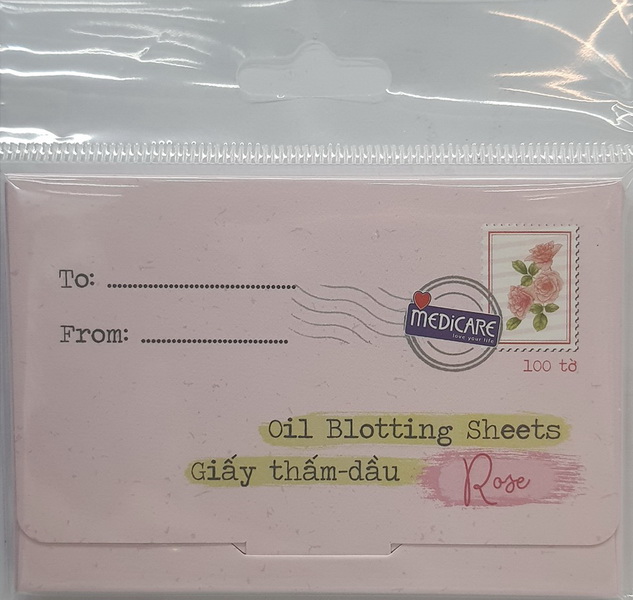 To: ..............................
From: .......................
MEDiCARE
love your life
100 tờ
Oil Blotting Sheets
Giấy thấm-dầu
Rose